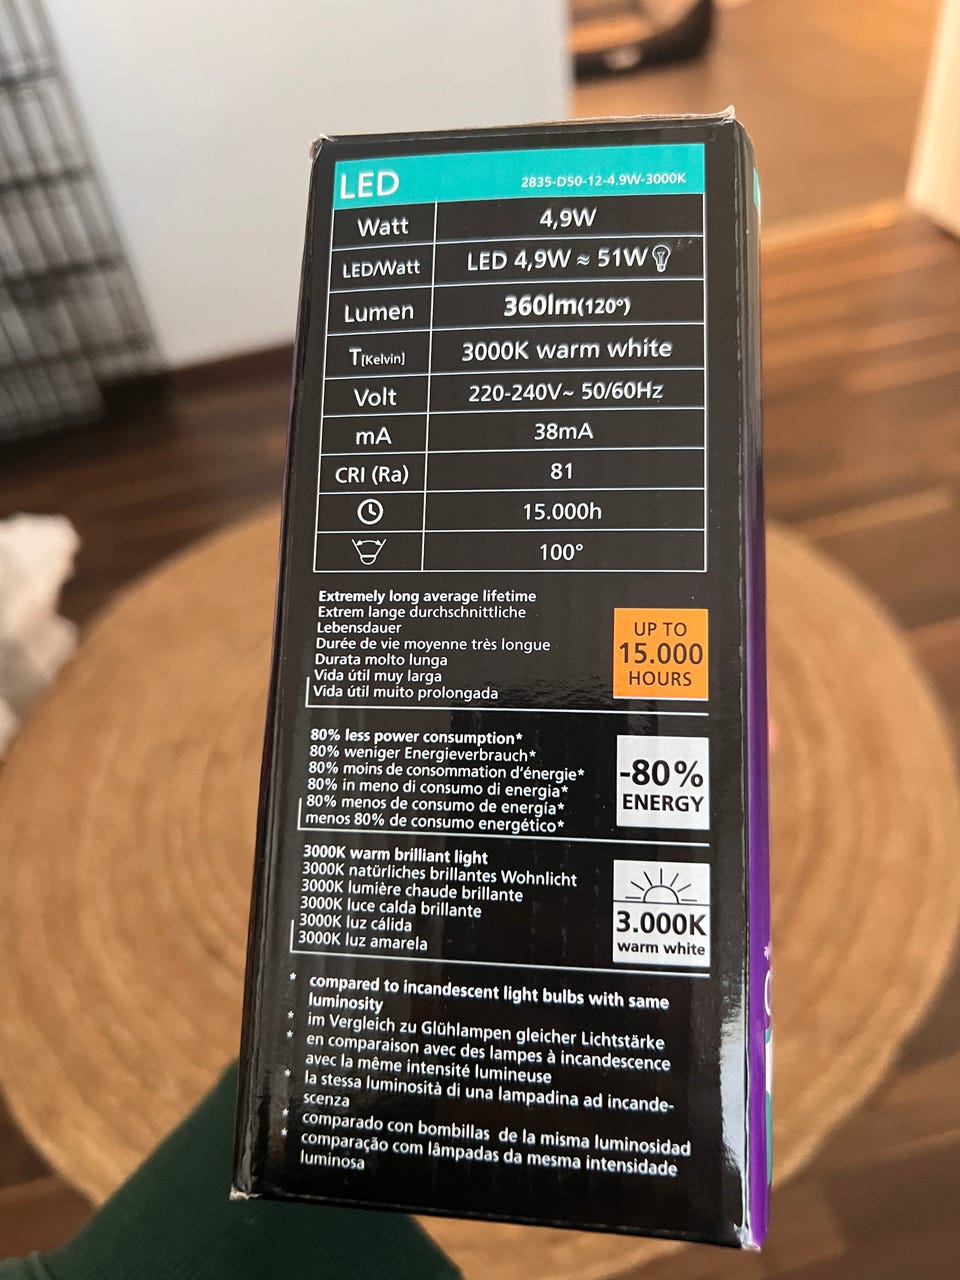 LED 2835-D50-12-4.9W-3000K
Watt 4,9W
LED/Watt LED 4,9W ≈ 51W
Lumen 360lm(120°)
T[Kelvin] 3000K warm white
Volt 220-240V~ 50/60Hz
mA 38mA
CRI (Ra) 81
15.000h
100°
Extremely long average lifetime
Extrem lange durchschnittliche
Lebensdauer
Durée de vie moyenne très longue
Durata molto lunga
Vida útil muy larga
Vida útil muito prolongada
UP TO
15.000
HOURS
80% less power consumption*
80% weniger Energieverbrauch*
80% moins de consommation d'énergie*
80% in meno di consumo di energia*
80% menos de consumo de energía*
menos 80% de consumo energético*
-80%
ENERGY
3000K warm brilliant light
3000K natürliches brillantes Wohnlicht
3000K lumière chaude brillante
3000K luce calda brillante
3000K luz cálida
3000K luz amarela
3.000K
warm white
* compared to incandescent light bulbs with same
luminosity
* im Vergleich zu Glühlampen gleicher Lichtstärke
* en comparaison avec des lampes à incandescence
avec la même intensité lumineuse
* la stessa luminosità di una lampadina ad incande-
scenza
* comparado con bombillas de la misma luminosidad
* comparação com lâmpadas da mesma intensidade
luminosa